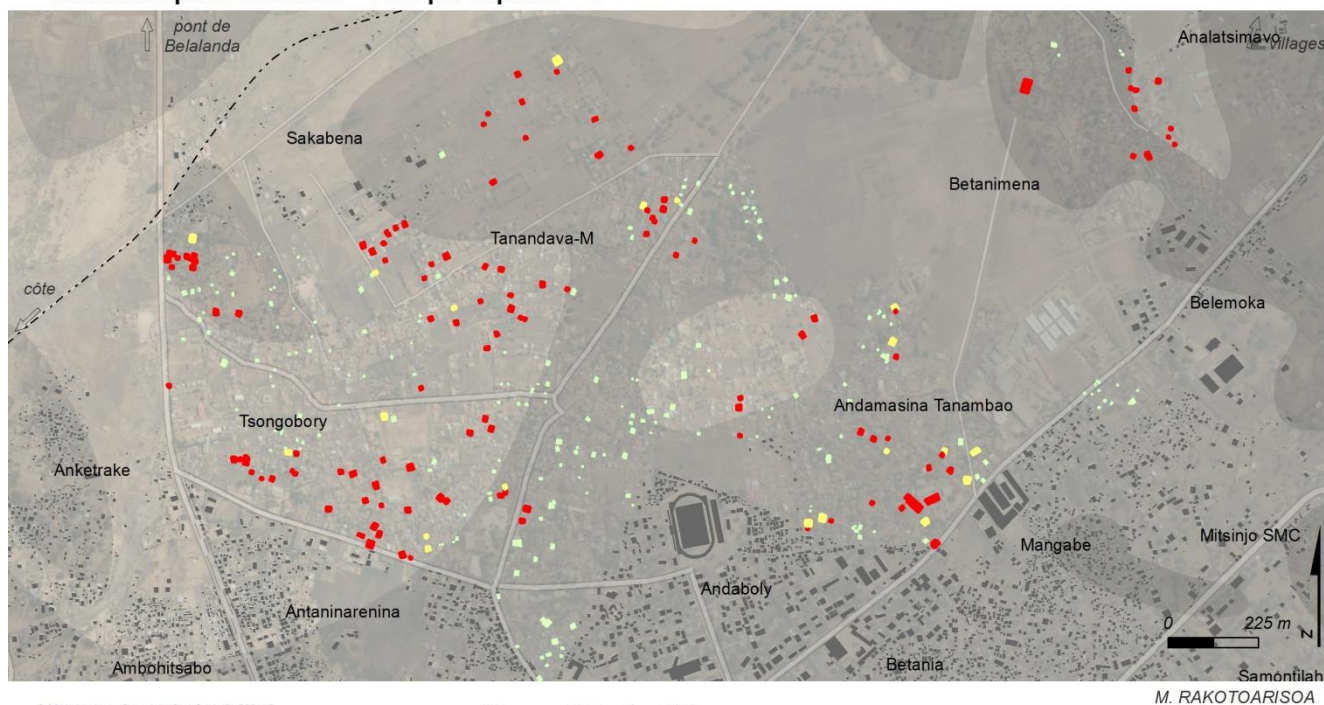 pont de
Belalanda
Analatsimavo
villages
Sakabena
Betanimena
Tanandava-M
côte
Belemoka
Tsongobory
Andamasina Tanambao
Anketrake
Mangabe
Mitsinjo SMC
Andaboly
Antaninarenina
0 225 m
N
Ambohitsabo
Betania
Samontilah
M. RAKOTOARISOA